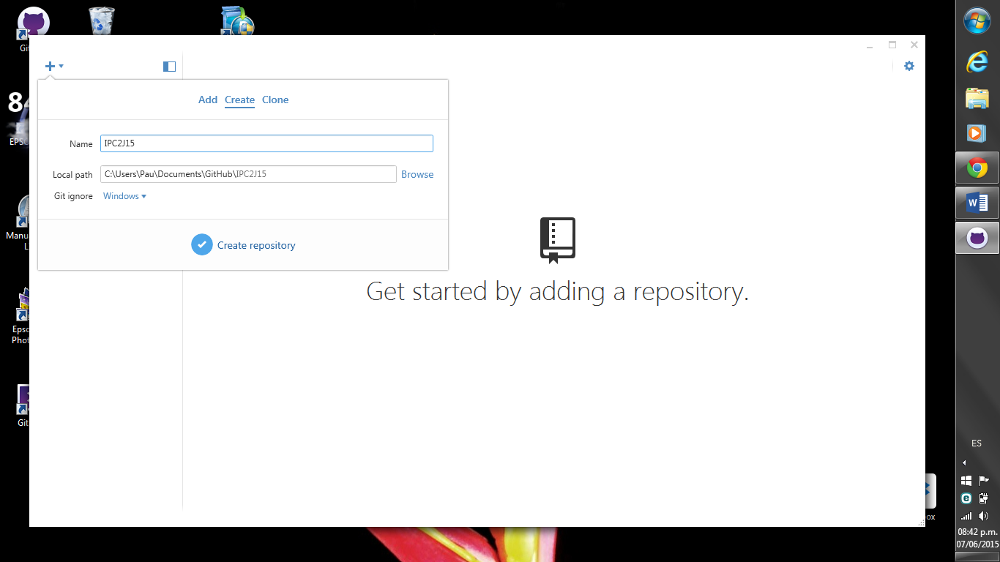 Git
84
EPSO
Manu
L
Epso
Photo
Git
Add Create Clone
Name IPC2J15
Local path C:\Users\Pau\Documents\GitHub\IPC2J15 Browse
Git ignore Windows
Create repository
Get started by adding a repository.
ox
ES
08:42 p.m.
07/06/2015